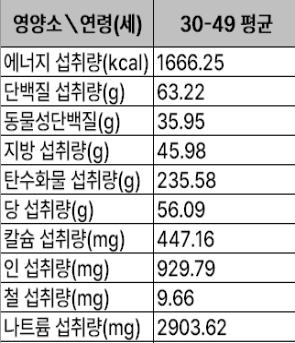 영양소\연령(세) 30-49 평균
에너지 섭취량(kcal) 1666.25
단백질 섭취량(g) 63.22
동물성단백질(g) 35.95
지방 섭취량(g) 45.98
탄수화물 섭취량(g) 235.58
당 섭취량(g) 56.09
칼슘 섭취량(mg) 447.16
인 섭취량(mg) 929.79
철 섭취량(mg) 9.66
나트륨 섭취량(mg) 2903.62